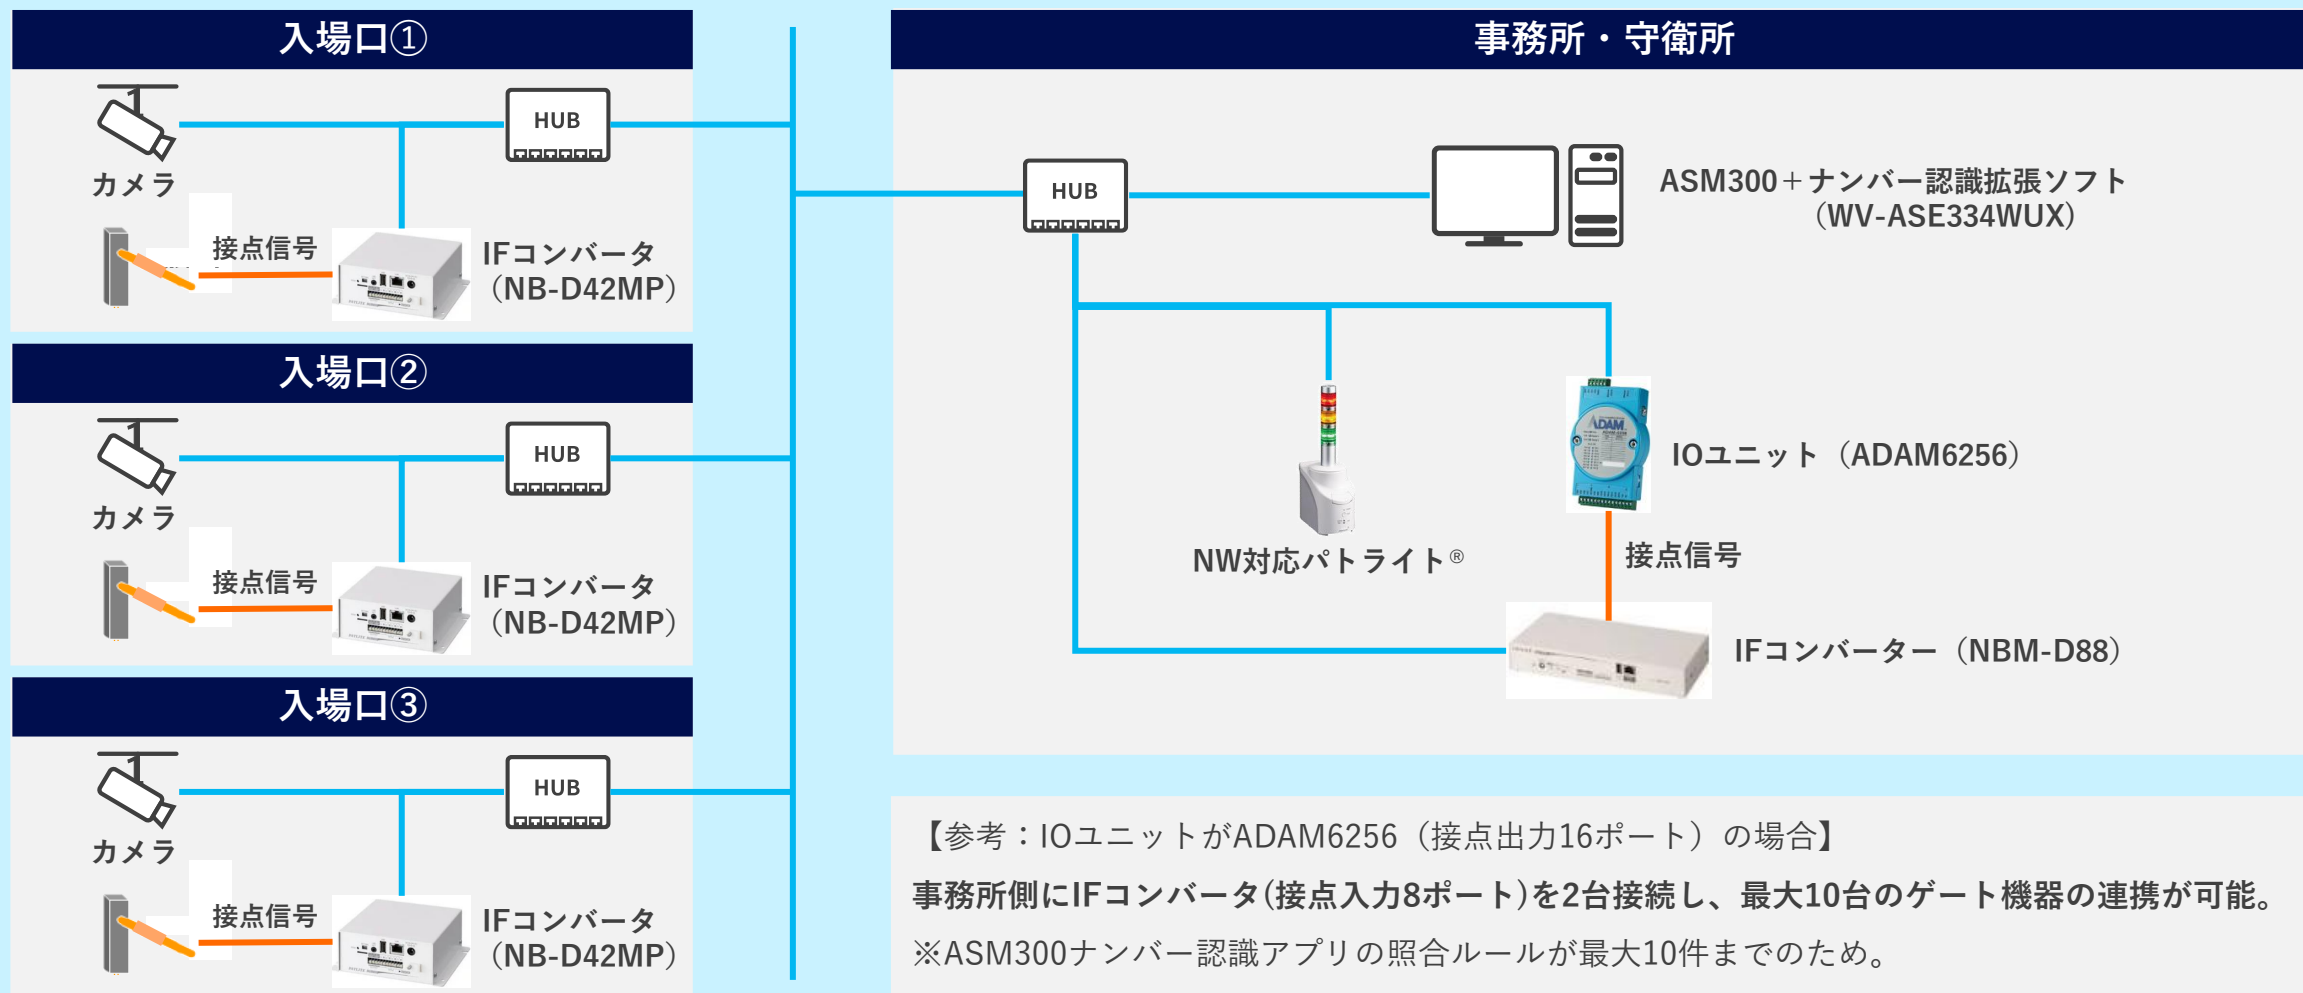 入場口①
HUB
カメラ
接点信号
IFコンバータ
（NB-D42MP）
入場口②
HUB
カメラ
接点信号
IFコンバータ
（NB-D42MP）
入場口③
HUB
カメラ
接点信号
IFコンバータ
（NB-D42MP）
事務所・守衛所
HUB
ASM300＋ナンバー認識拡張ソフト
（WV-ASE334WUX）
ADAM
IOユニット（ADAM6256）
NW対応パトライト®
接点信号
IFコンバーター（NBM-D88）
【参考：IOユニットがADAM6256（接点出力16ポート）の場合】
事務所側にIFコンバータ(接点入力8ポート)を2台接続し、最大10台のゲート機器の連携が可能。
※ASM300ナンバー認識アプリの照合ルールが最大10件までのため。